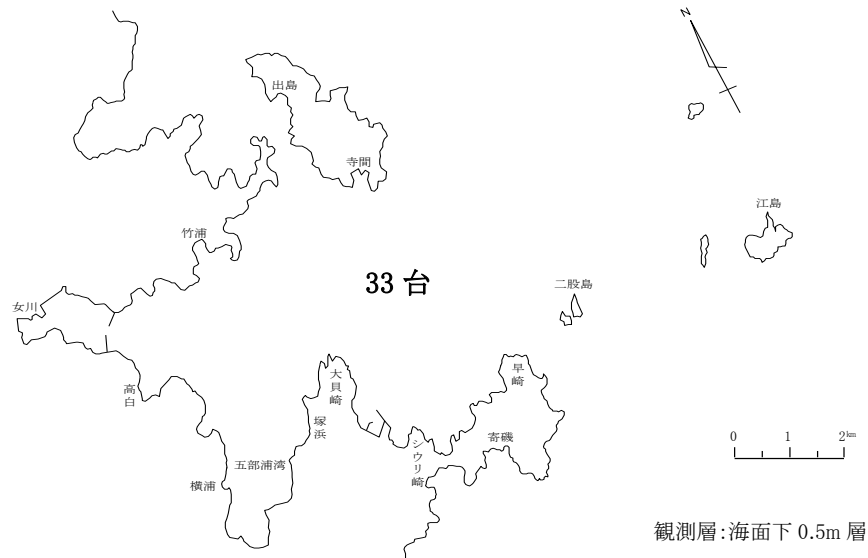 N
出島
寺間
江島
竹浦
33 台
二股島
女川
早崎
大貝崎
高白
塚浜
寄磯
シウリ崎
五部浦湾
横浦
0 1 2km
観測層:海面下 0.5m 層